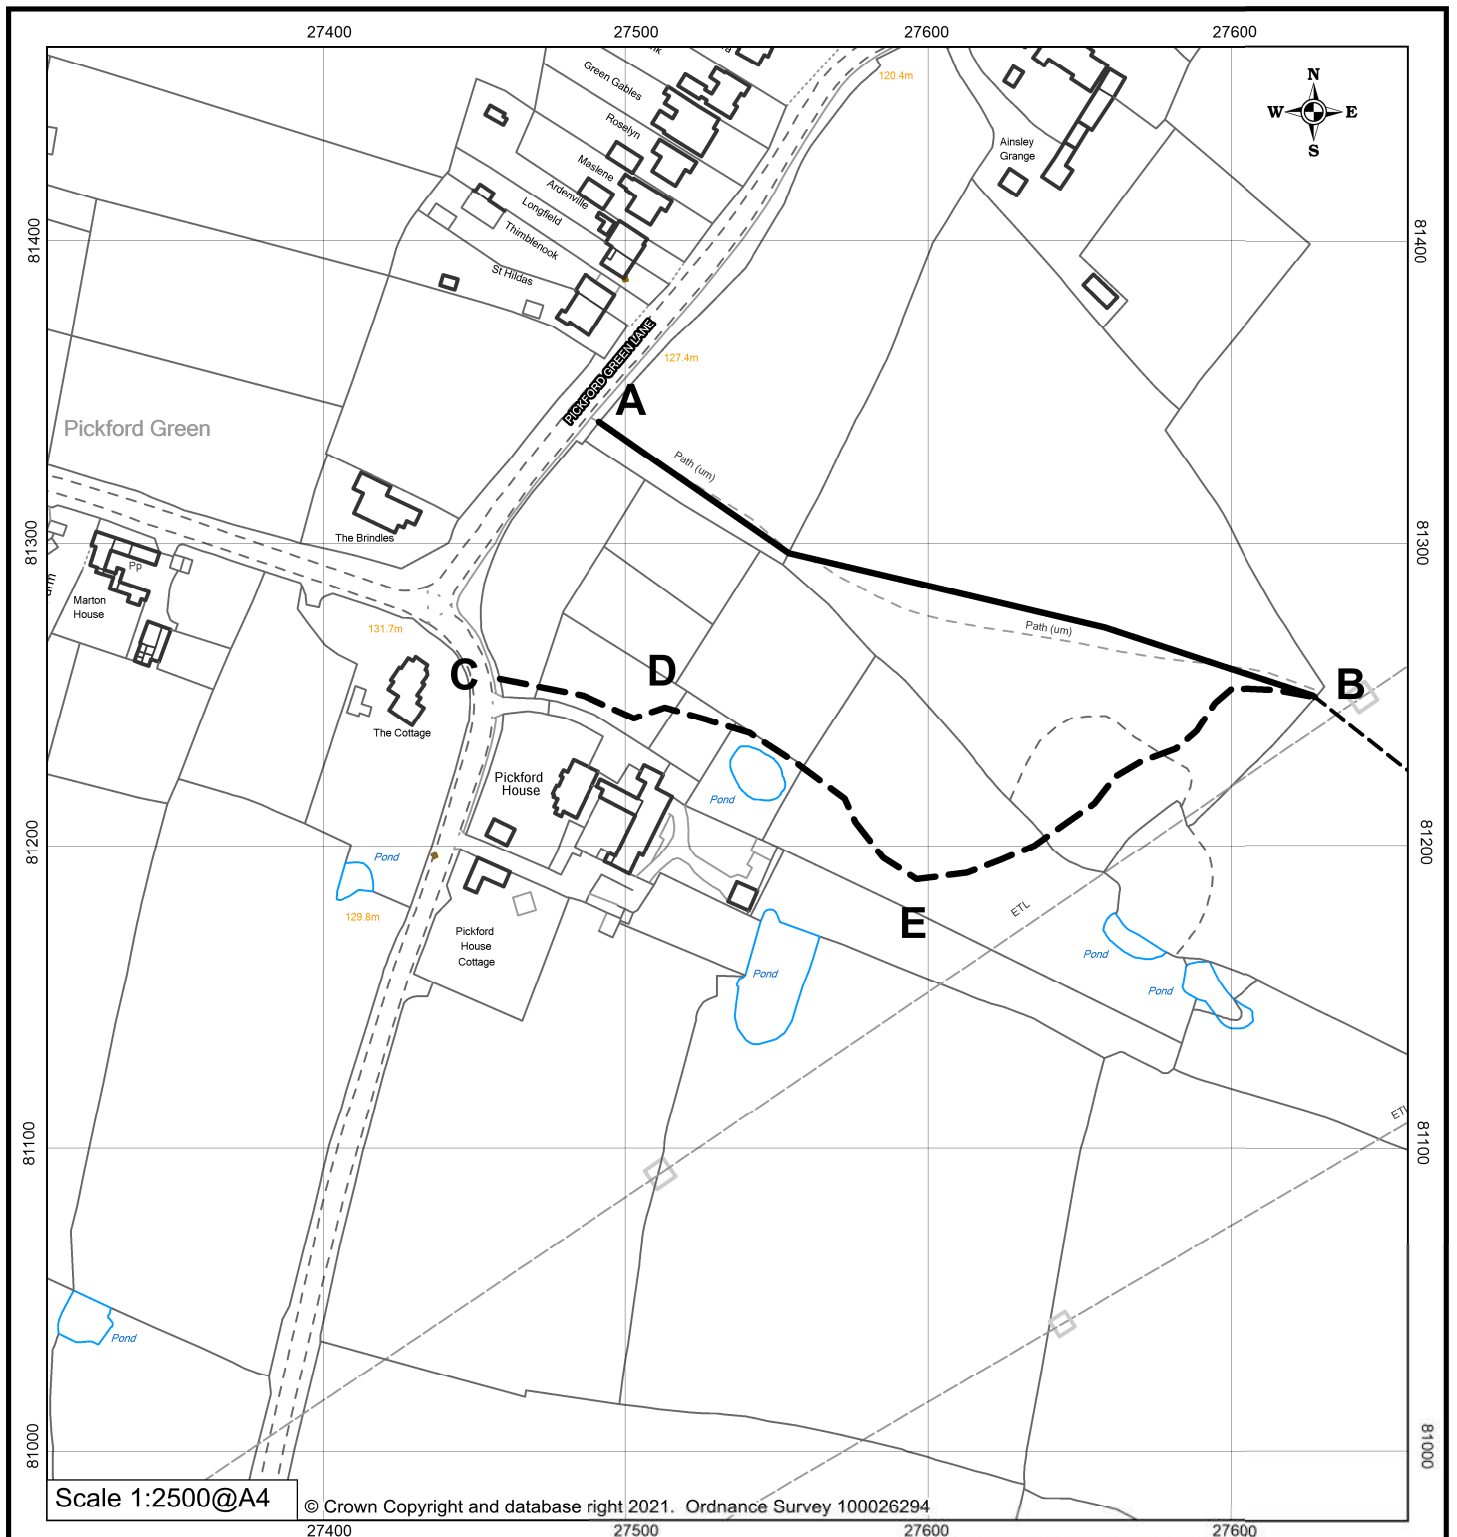 27400
27500
27600
27600
120.4m
N
W
E
S
Green Gables
Roselyn
Maslene
Ardenville
Longfield
Thimblenook
St Hildas
Ainsley
Grange
81400
81400
PICKFORD GREEN LANE
127.4m
A
Pickford Green
Path (um)
The Brindles
81300
81300
Pp
Marton
House
131.7m
Path (um)
C
D
B
The Cottage
Pickford
House
Pond
81200
81200
Pond
129.8m
ETL
E
Pickford
House
Cottage
Pond
Pond
Pond
81100
81100
ETL
Pond
81000
81000
Scale 1:2500@A4
© Crown Copyright and database right 2021. Ordnance Survey 100026294
27400
27500
27600
27600